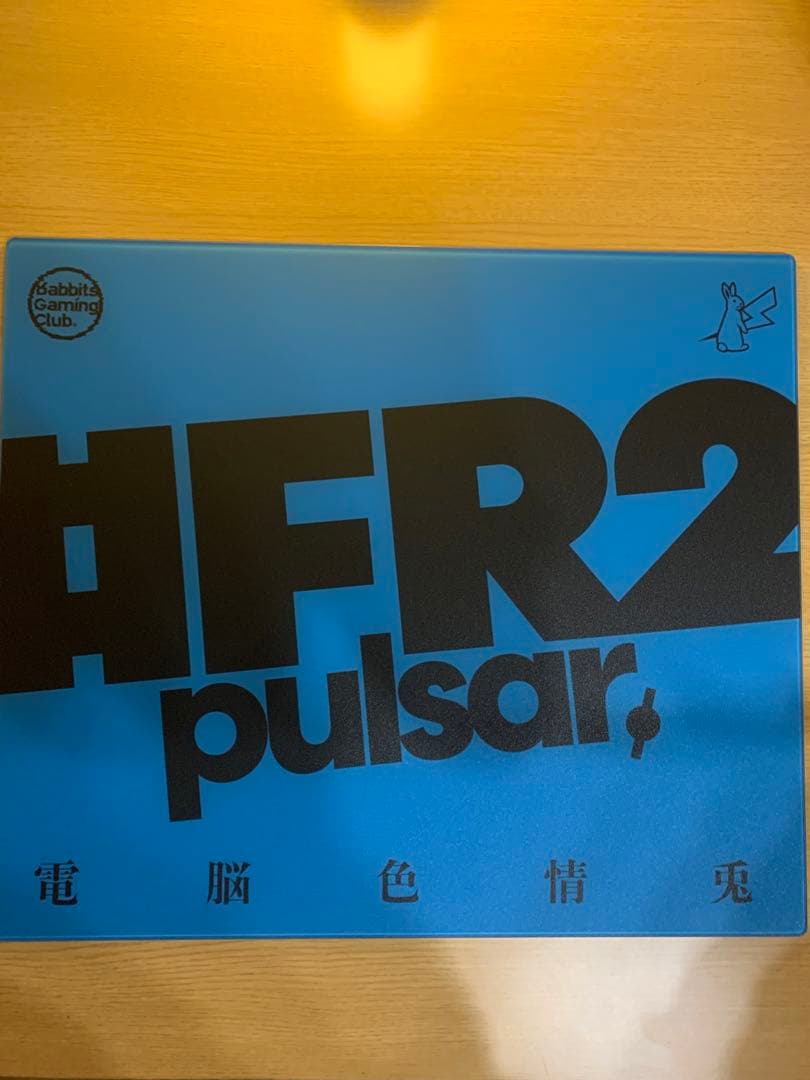 Rabbits
Gaming
Club.
#FR2
pulsar
電脳色情兎